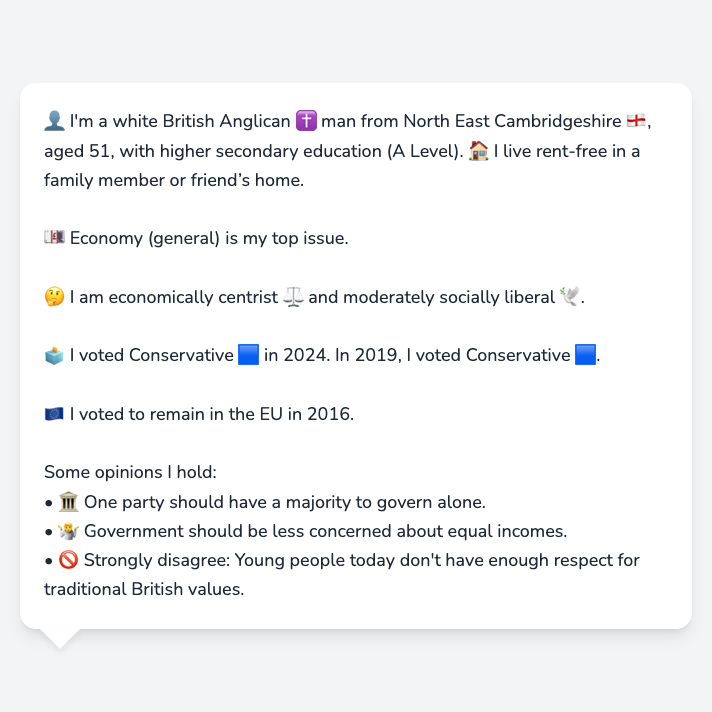 👤 I'm a white British Anglican ✝️ man from North East Cambridgeshire 🏴󠁧󠁢󠁥󠁮󠁧󠁿,
aged 51, with higher secondary education (A Level). 🏠 I live rent-free in a
family member or friend’s home.
💷 Economy (general) is my top issue.
🤔 I am economically centrist ⚖️ and moderately socially liberal 🕊️.
🗳️ I voted Conservative 🟦 in 2024. In 2019, I voted Conservative 🟦.
🇪🇺 I voted to remain in the EU in 2016.
Some opinions I hold:
• 🏛️ One party should have a majority to govern alone.
• 🤷 Government should be less concerned about equal incomes.
• 🚫 Strongly disagree: Young people today don't have enough respect for
traditional British values.